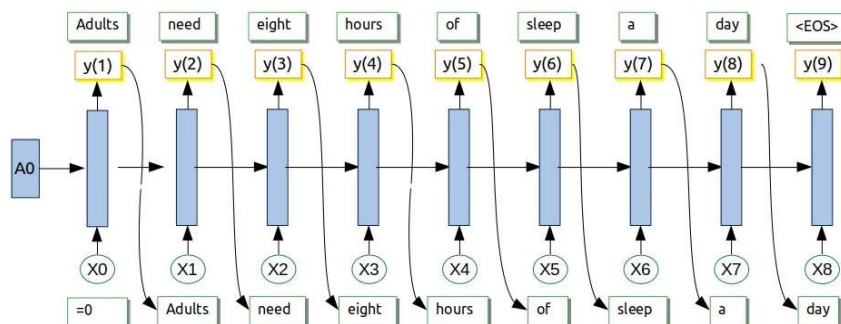 Adults need eight hours of sleep a day <EOS>
y(1) y(2) y(3) y(4) y(5) y(6) y(7) y(8) y(9)
A0
X0 X1 X2 X3 X4 X5 X6 X7 X8
=0 Adults need eight hours of sleep a day